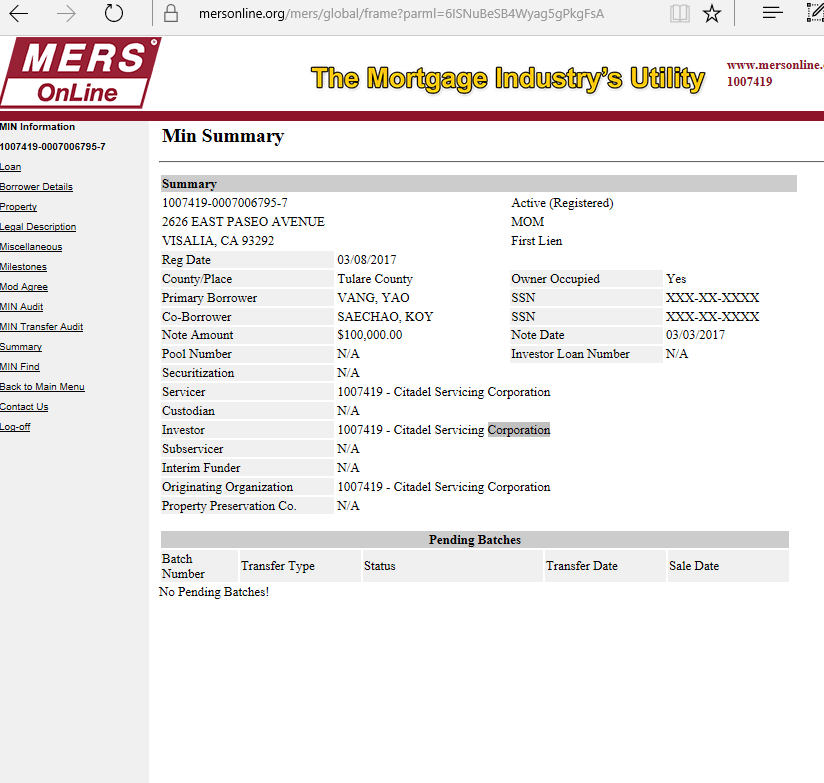 mersonline.org/mers/global/frame?parml=6ISNuBeSB4Wyag5gPkgFsA
MERS
OnLine
The Mortgage Industry's Utility
www.mersonline.
1007419
MIN Information
1007419-0007006795-7
Loan
Borrower Details
Property
Legal Description
Miscellaneous
Milestones
Mod Agree
MIN Audit
MIN Transfer Audit
Summary
MIN Find
Back to Main Menu
Contact Us
Log-off
Min Summary
Summary
1007419-0007006795-7 Active (Registered)
2626 EAST PASEO AVENUE MOM
VISALIA, CA 93292 First Lien
Reg Date 03/08/2017
County/Place Tulare County Owner Occupied Yes
Primary Borrower VANG, YAO SSN XXX-XX-XXXX
Co-Borrower SAECHAO, KOY SSN XXX-XX-XXXX
Note Amount $100,000.00 Note Date 03/03/2017
Pool Number N/A Investor Loan Number N/A
Securitization N/A
Servicer 1007419 - Citadel Servicing Corporation
Custodian N/A
Investor 1007419 - Citadel Servicing Corporation
Subservicer N/A
Interim Funder N/A
Originating Organization 1007419 - Citadel Servicing Corporation
Property Preservation Co. N/A
Pending Batches
Batch Number Transfer Type Status Transfer Date Sale Date
No Pending Batches!